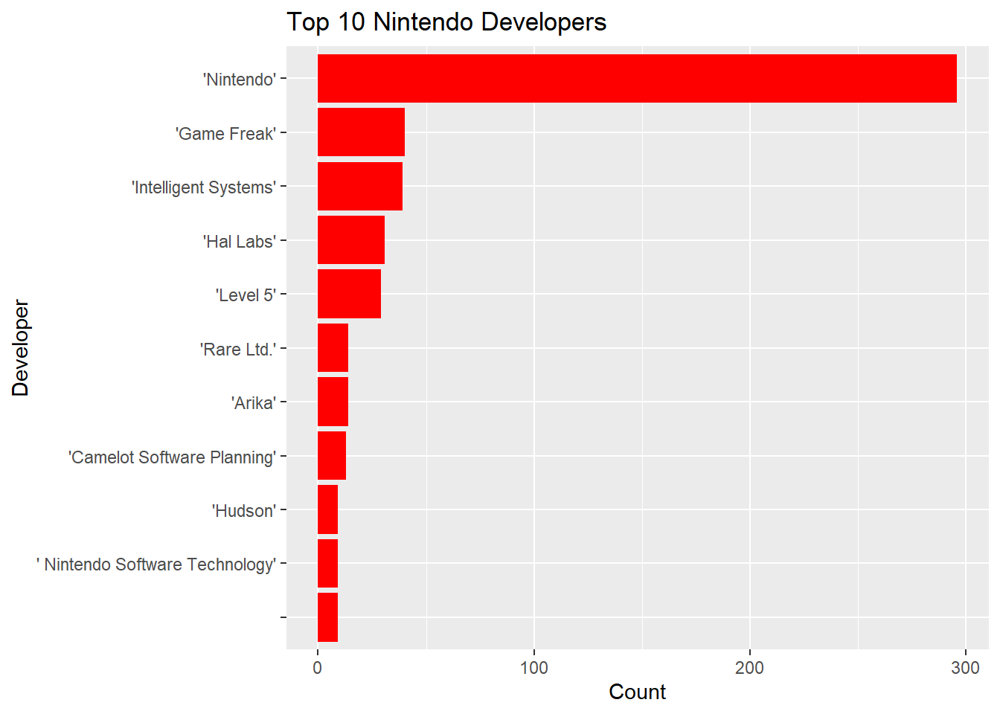 Top 10 Nintendo Developers
'Nintendo'
'Game Freak'
'Intelligent Systems'
'Hal Labs'
'Level 5'
'Rare Ltd.'
'Arika'
'Camelot Software Planning'
'Hudson'
' Nintendo Software Technology'
Developer
0 100 200 300
Count